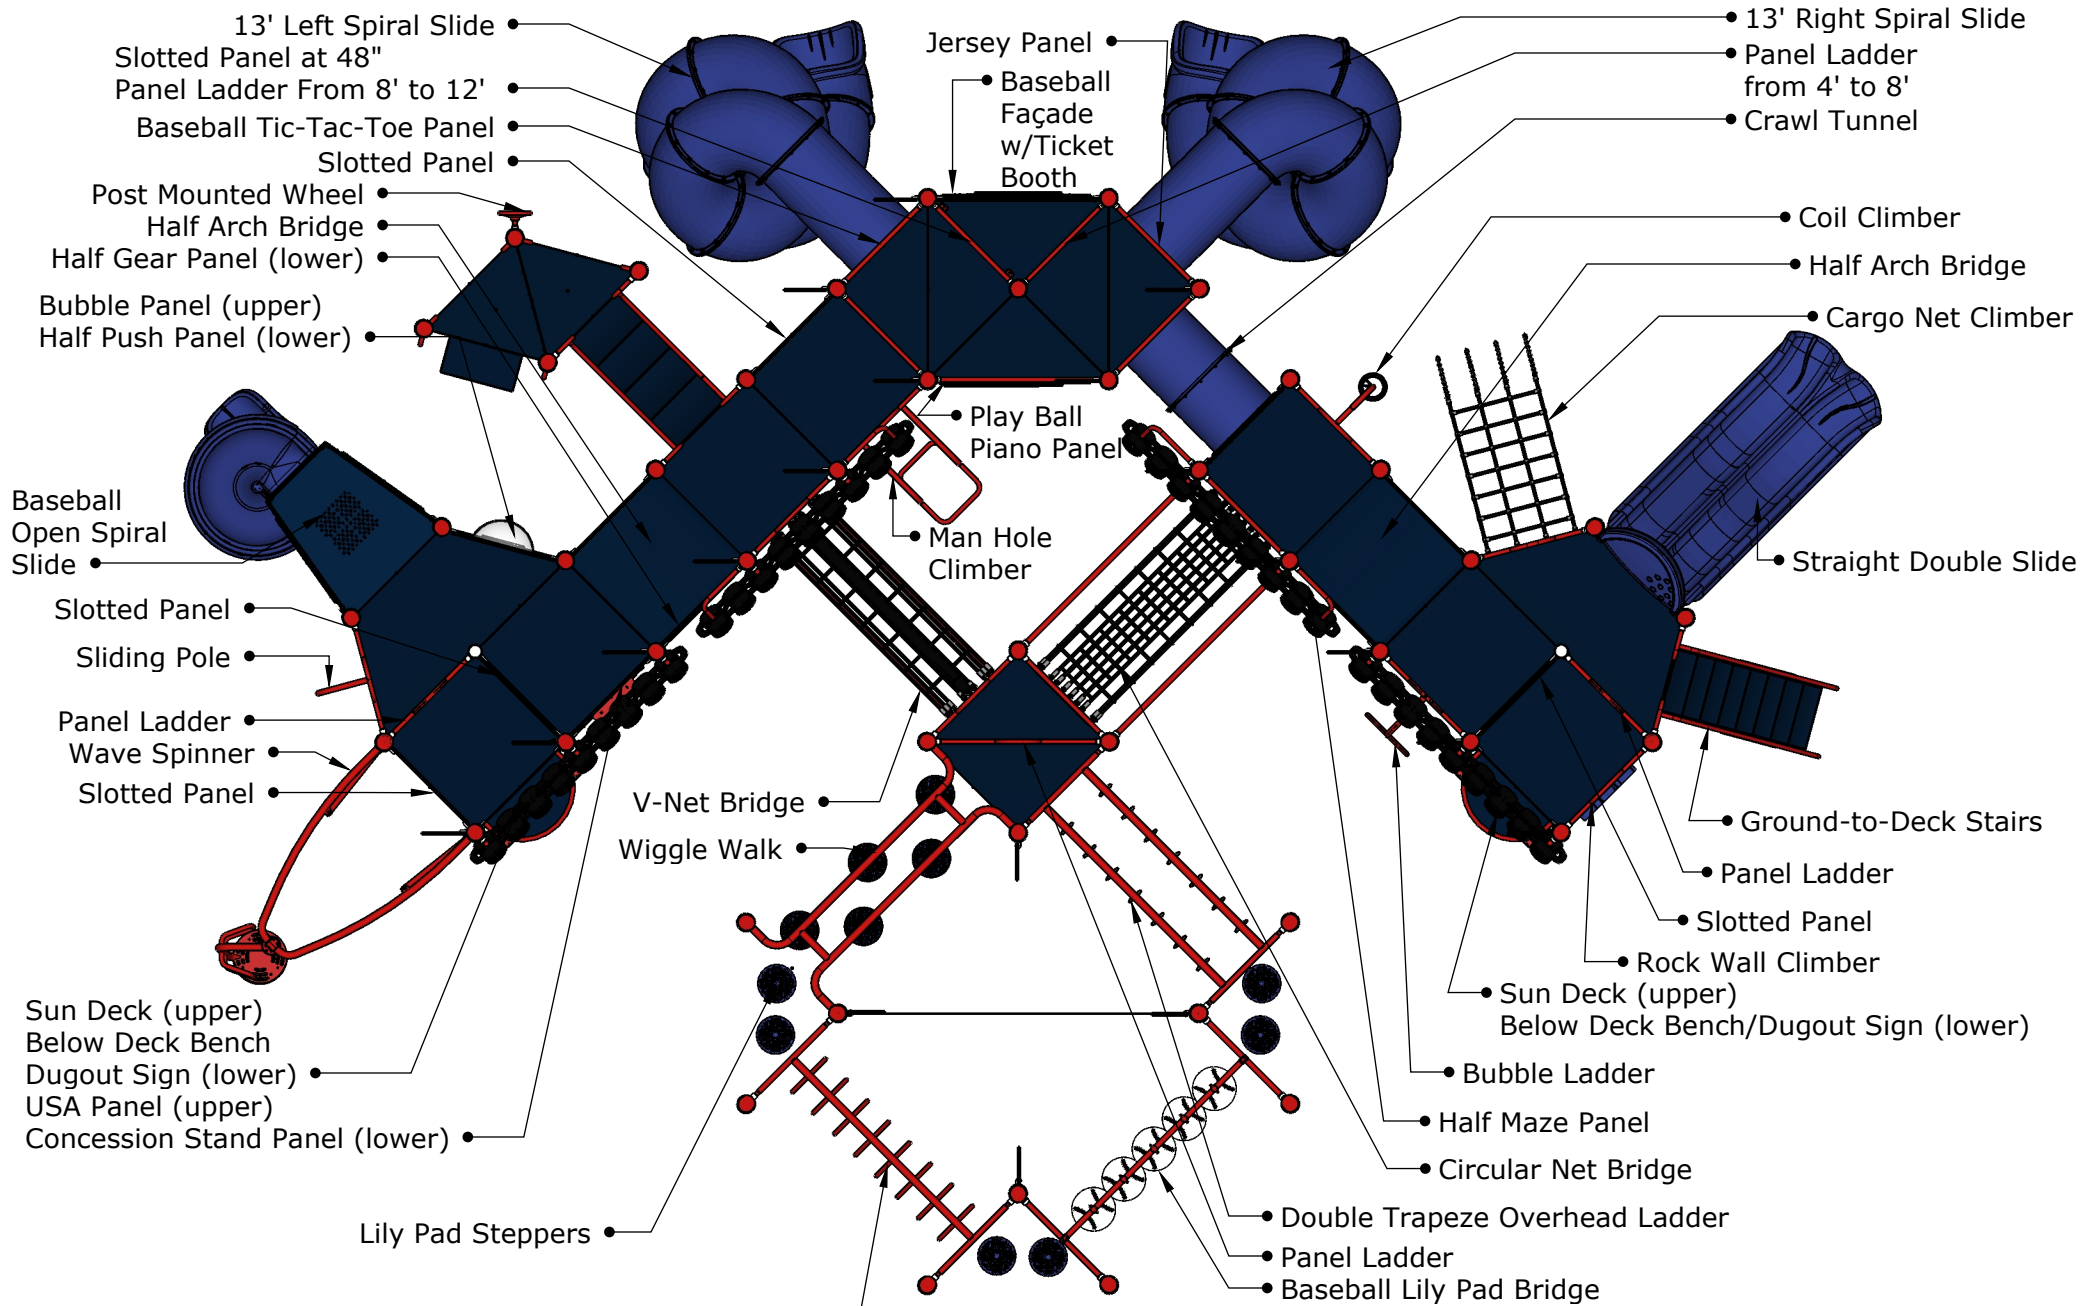 13' Left Spiral Slide
Slotted Panel at 48"
Panel Ladder From 8' to 12'
Baseball Tic-Tac-Toe Panel
Slotted Panel
Post Mounted Wheel
Half Arch Bridge
Half Gear Panel (lower)
Bubble Panel (upper)
Half Push Panel (lower)
Baseball
Open Spiral
Slide
Slotted Panel
Sliding Pole
Panel Ladder
Wave Spinner
Slotted Panel
Sun Deck (upper)
Below Deck Bench
Dugout Sign (lower)
USA Panel (upper)
Concession Stand Panel (lower)
Lily Pad Steppers
Jersey Panel
Baseball
Façade
w/Ticket
Booth
Play Ball
Piano Panel
Man Hole
Climber
V-Net Bridge
Wiggle Walk
13' Right Spiral Slide
Panel Ladder
from 4' to 8'
Crawl Tunnel
Coil Climber
Half Arch Bridge
Cargo Net Climber
Straight Double Slide
Ground-to-Deck Stairs
Panel Ladder
Slotted Panel
Rock Wall Climber
Sun Deck (upper)
Below Deck Bench/Dugout Sign (lower)
Bubble Ladder
Half Maze Panel
Circular Net Bridge
Double Trapeze Overhead Ladder
Panel Ladder
Baseball Lily Pad Bridge